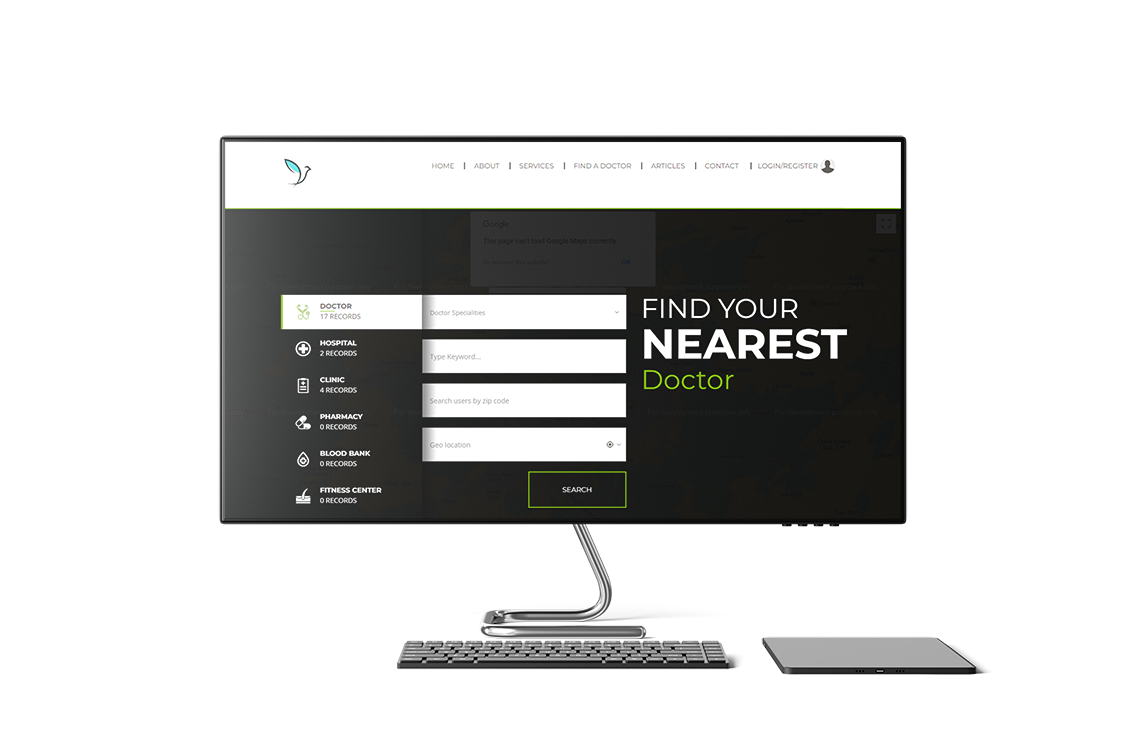 HOME | ABOUT | SERVICES | FIND A DOCTOR | ARTICLES | CONTACT | LOGIN/REGISTER
Google
This page can't load Google Maps correctly.
OK
DOCTOR
17 RECORDS
HOSPITAL
2 RECORDS
CLINIC
4 RECORDS
PHARMACY
0 RECORDS
BLOOD BANK
0 RECORDS
FITNESS CENTER
0 RECORDS
Doctor Specialities
Type Keyword...
Search users by zip code
Geo location
SEARCH
FIND YOUR
NEAREST
Doctor